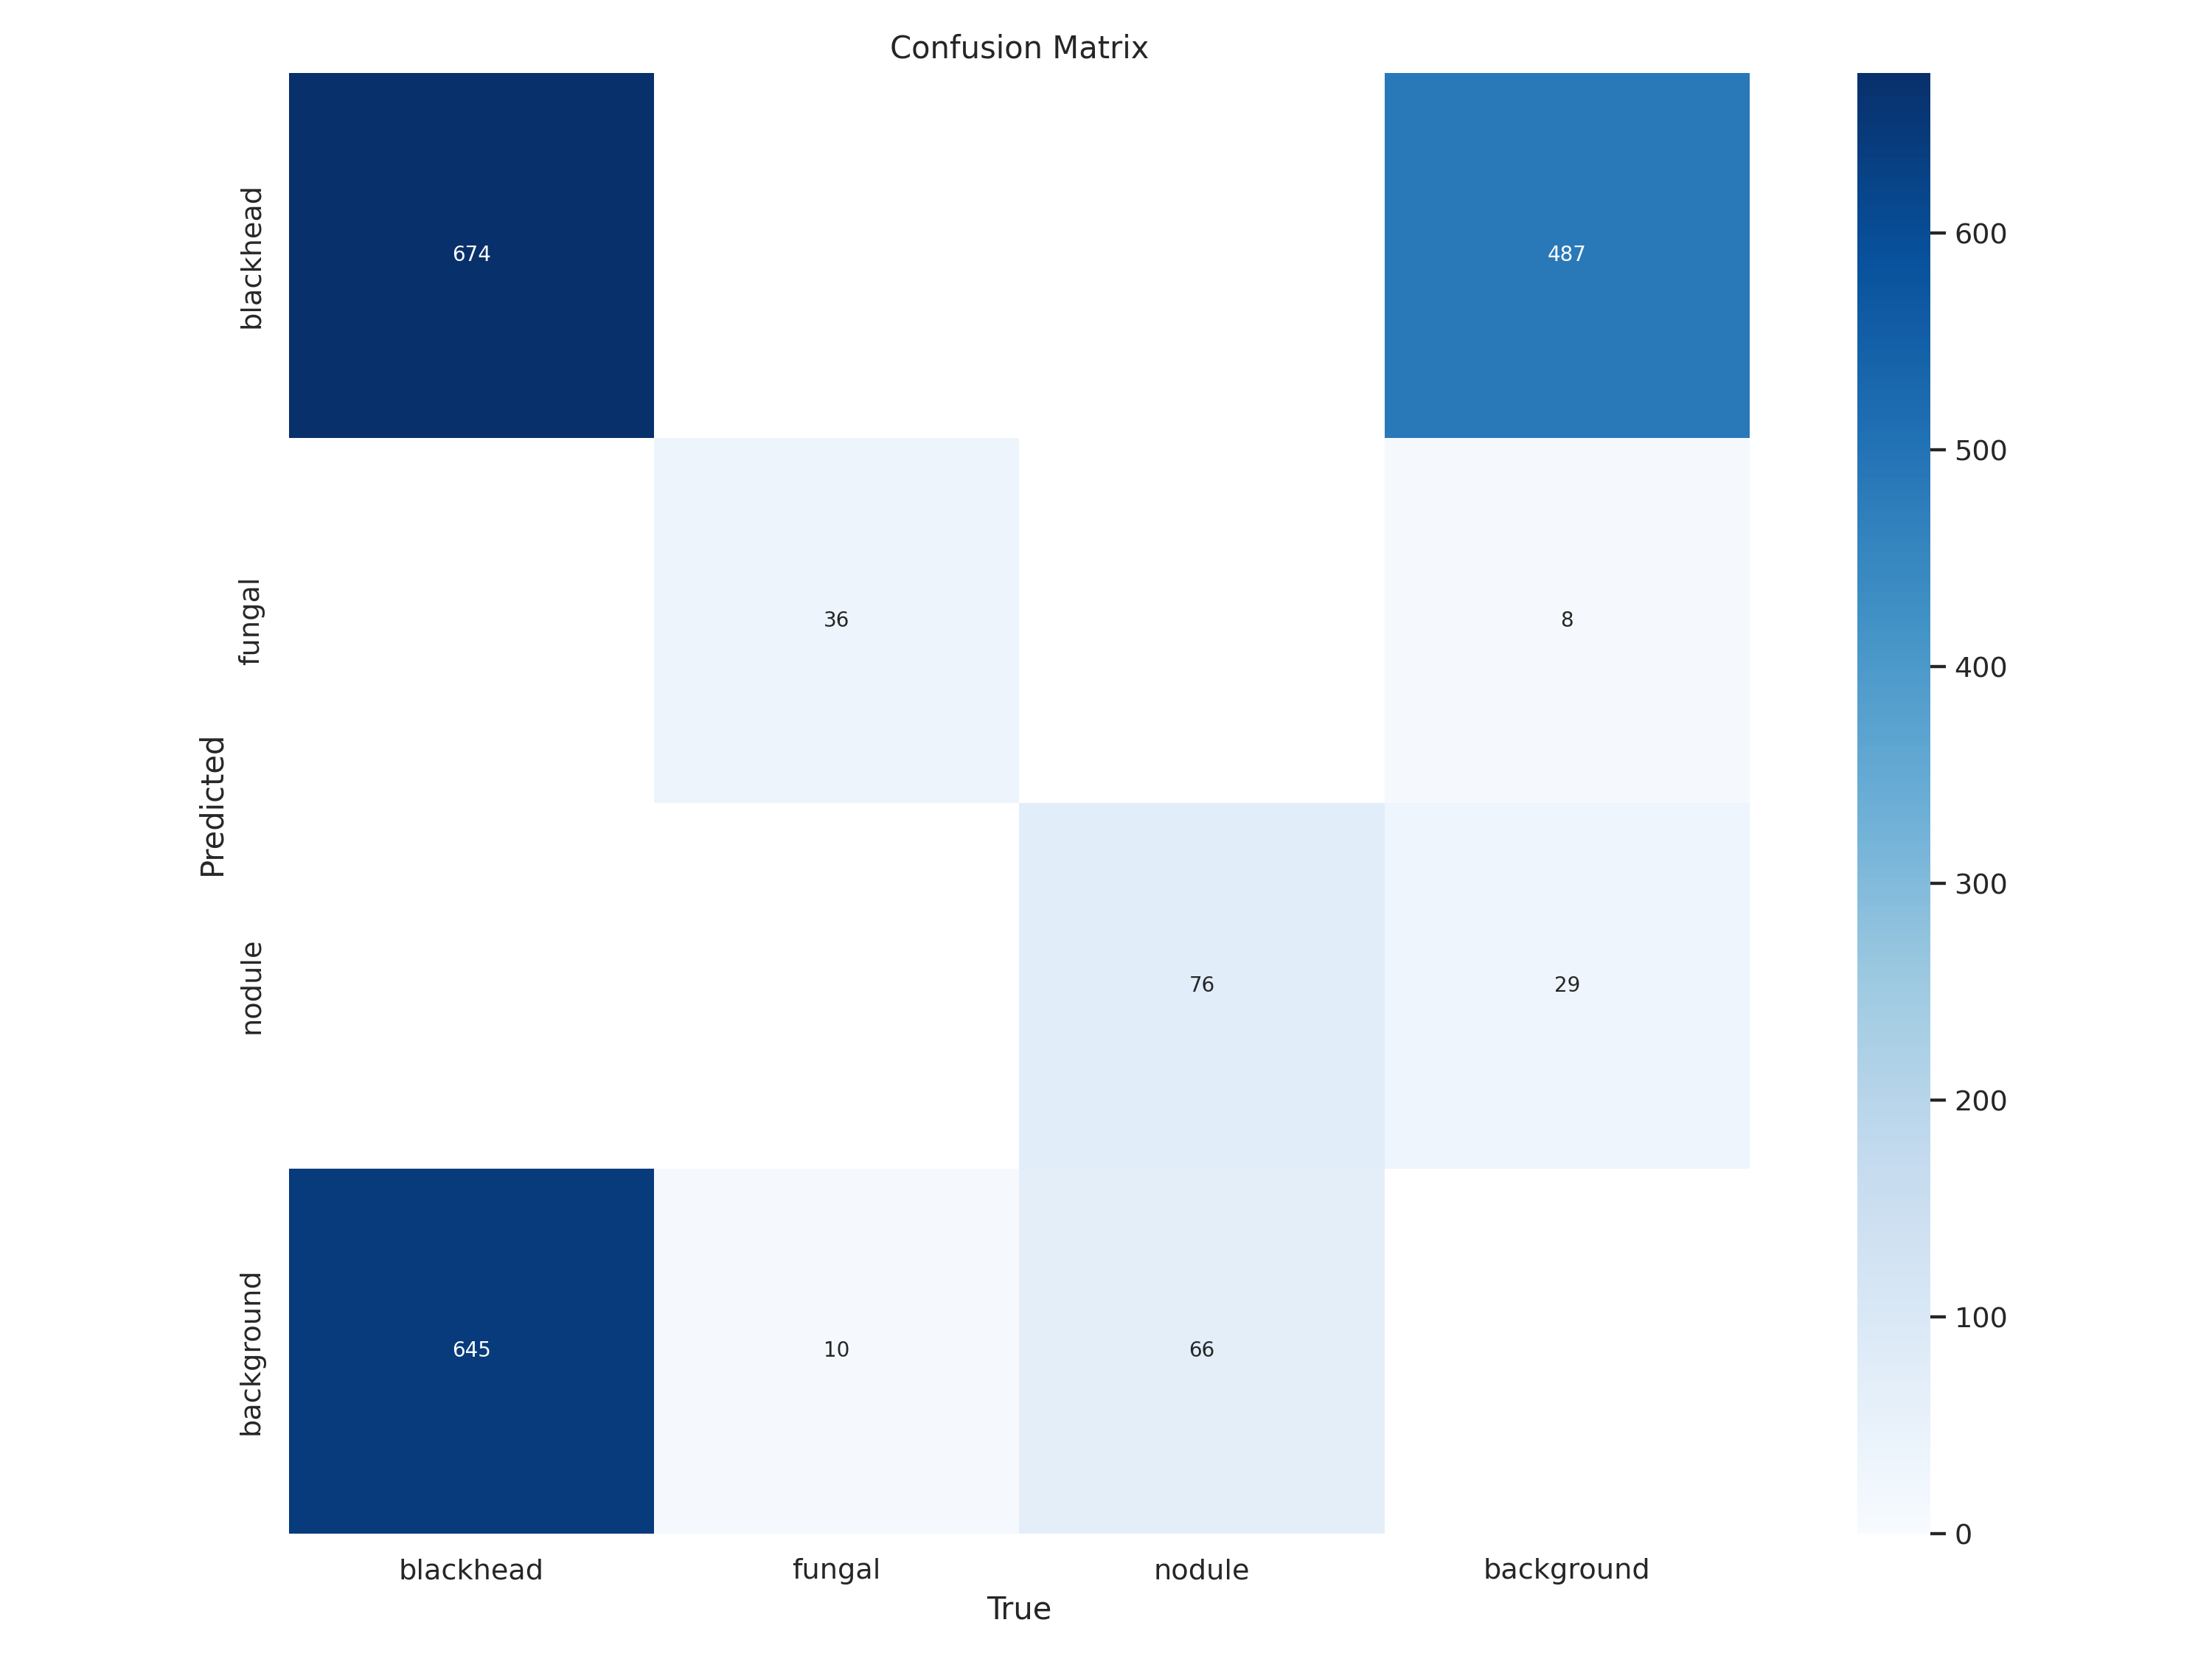 Confusion Matrix
blackhead
674
487
fungal
36
8
nodule
76
29
background
645
10
66
Predicted
blackhead
fungal
nodule
background
True
600
500
400
300
200
100
0